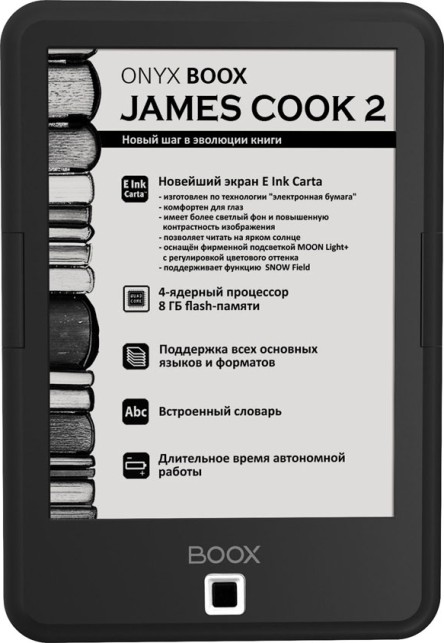 ONYX BOOX
JAMES COOK 2
Новый шаг в эволюции книги
E Ink
Carta™
Новейший экран E Ink Carta
- изготовлен по технологии "электронная бумага"
- комфортен для глаз
- имеет более светлый фон и повышенную
контрастность изображения
- позволяет читать на ярком солнце
- оснащён фирменной подсветкой MOON Light+
с регулировкой цветового оттенка
- поддерживает функцию SNOW Field
QUAD
CORE
4-ядерный процессор
8 ГБ flash-памяти
Поддержка всех основных
языков и форматов
Abc
Встроенный словарь
Длительное время автономной
работы
BOOX